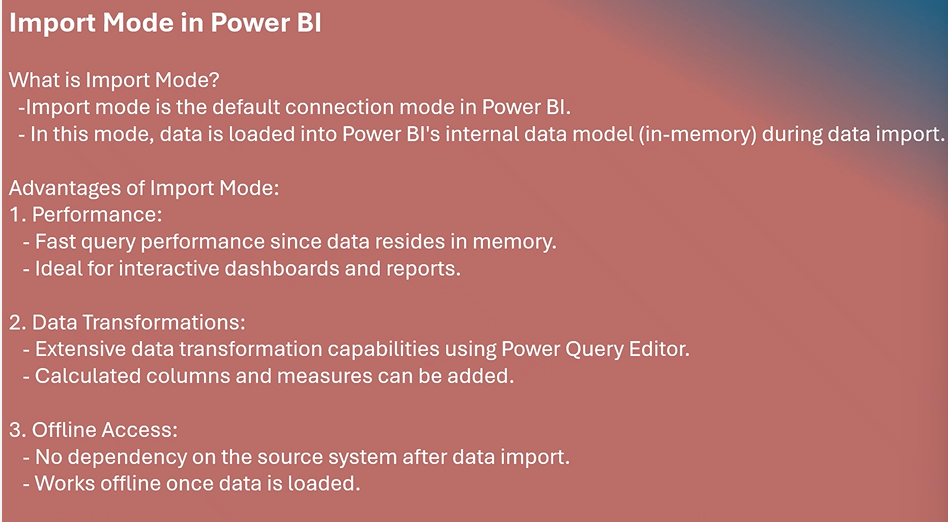 Import Mode in Power BI
What is Import Mode?
-Import mode is the default connection mode in Power BI.
- In this mode, data is loaded into Power BI's internal data model (in-memory) during data import.
Advantages of Import Mode:
1. Performance:
- Fast query performance since data resides in memory.
- Ideal for interactive dashboards and reports.
2. Data Transformations:
- Extensive data transformation capabilities using Power Query Editor.
- Calculated columns and measures can be added.
3. Offline Access:
- No dependency on the source system after data import.
- Works offline once data is loaded.